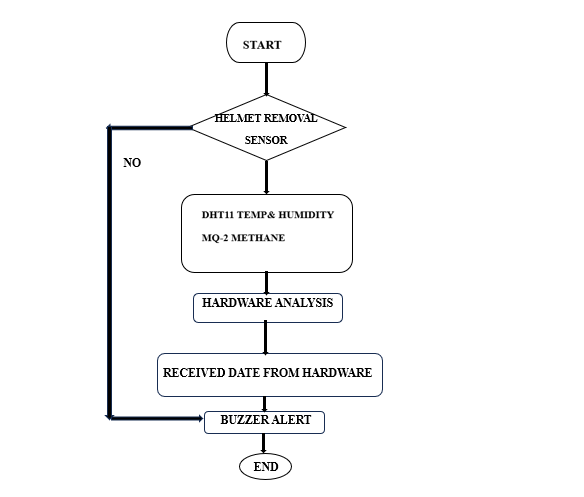 START
HELMET REMOVAL
SENSOR
NO
DHT11 TEMP& HUMIDITY
MQ-2 METHANE
HARDWARE ANALYSIS
RECEIVED DATE FROM HARDWARE
BUZZER ALERT
END